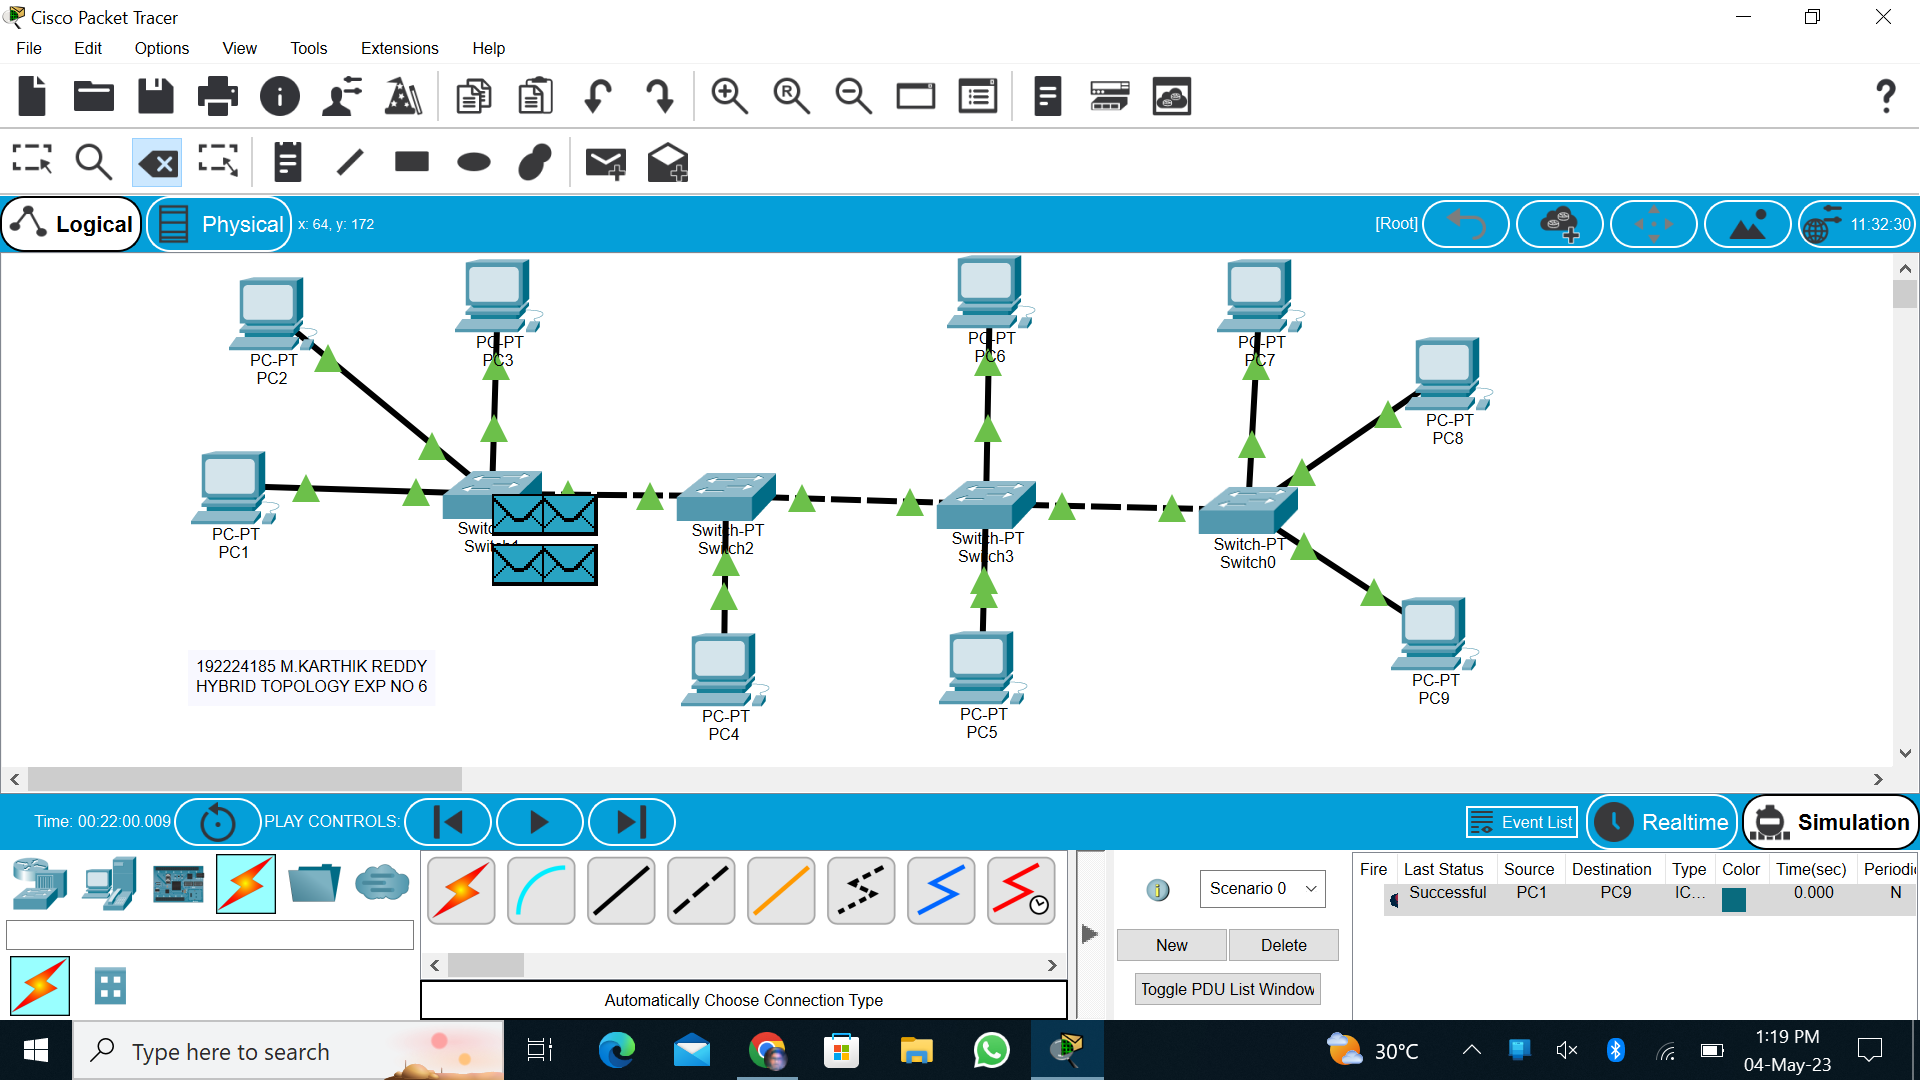 Cisco Packet Tracer
File Edit Options View Tools Extensions Help
Logical Physical x: 64, y: 172 [Root] 11:32:30
PC-PT
PC2
PC-PT
PC3
PC-PT
PC6
PC-PT
PC7
PC-PT
PC8
PC-PT
PC1
Switch-PT
Switch2
Switch-PT
Switch3
Switch-PT
Switch0
192224185 M.KARTHIK REDDY
HYBRID TOPOLOGY EXP NO 6
PC-PT
PC4
PC-PT
PC5
PC-PT
PC9
Time: 00:22:00.009 PLAY CONTROLS: Event List Realtime Simulation
Scenario 0
New Delete
Toggle PDU List Window
Automatically Choose Connection Type
Fire Last Status Source Destination Type Color Time(sec) Periodic
Successful PC1 PC9 IC... 0.000 N
Type here to search
30°C
1:19 PM
04-May-23